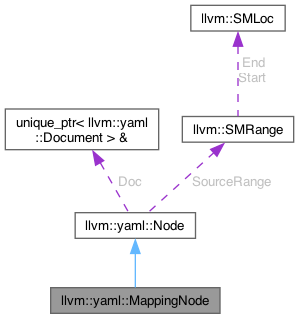 llvm::SMLoc
End
Start
unique_ptr< llvm::yaml
::Document > &
llvm::SMRange
Doc
SourceRange
llvm::yaml::Node
llvm::yaml::MappingNode